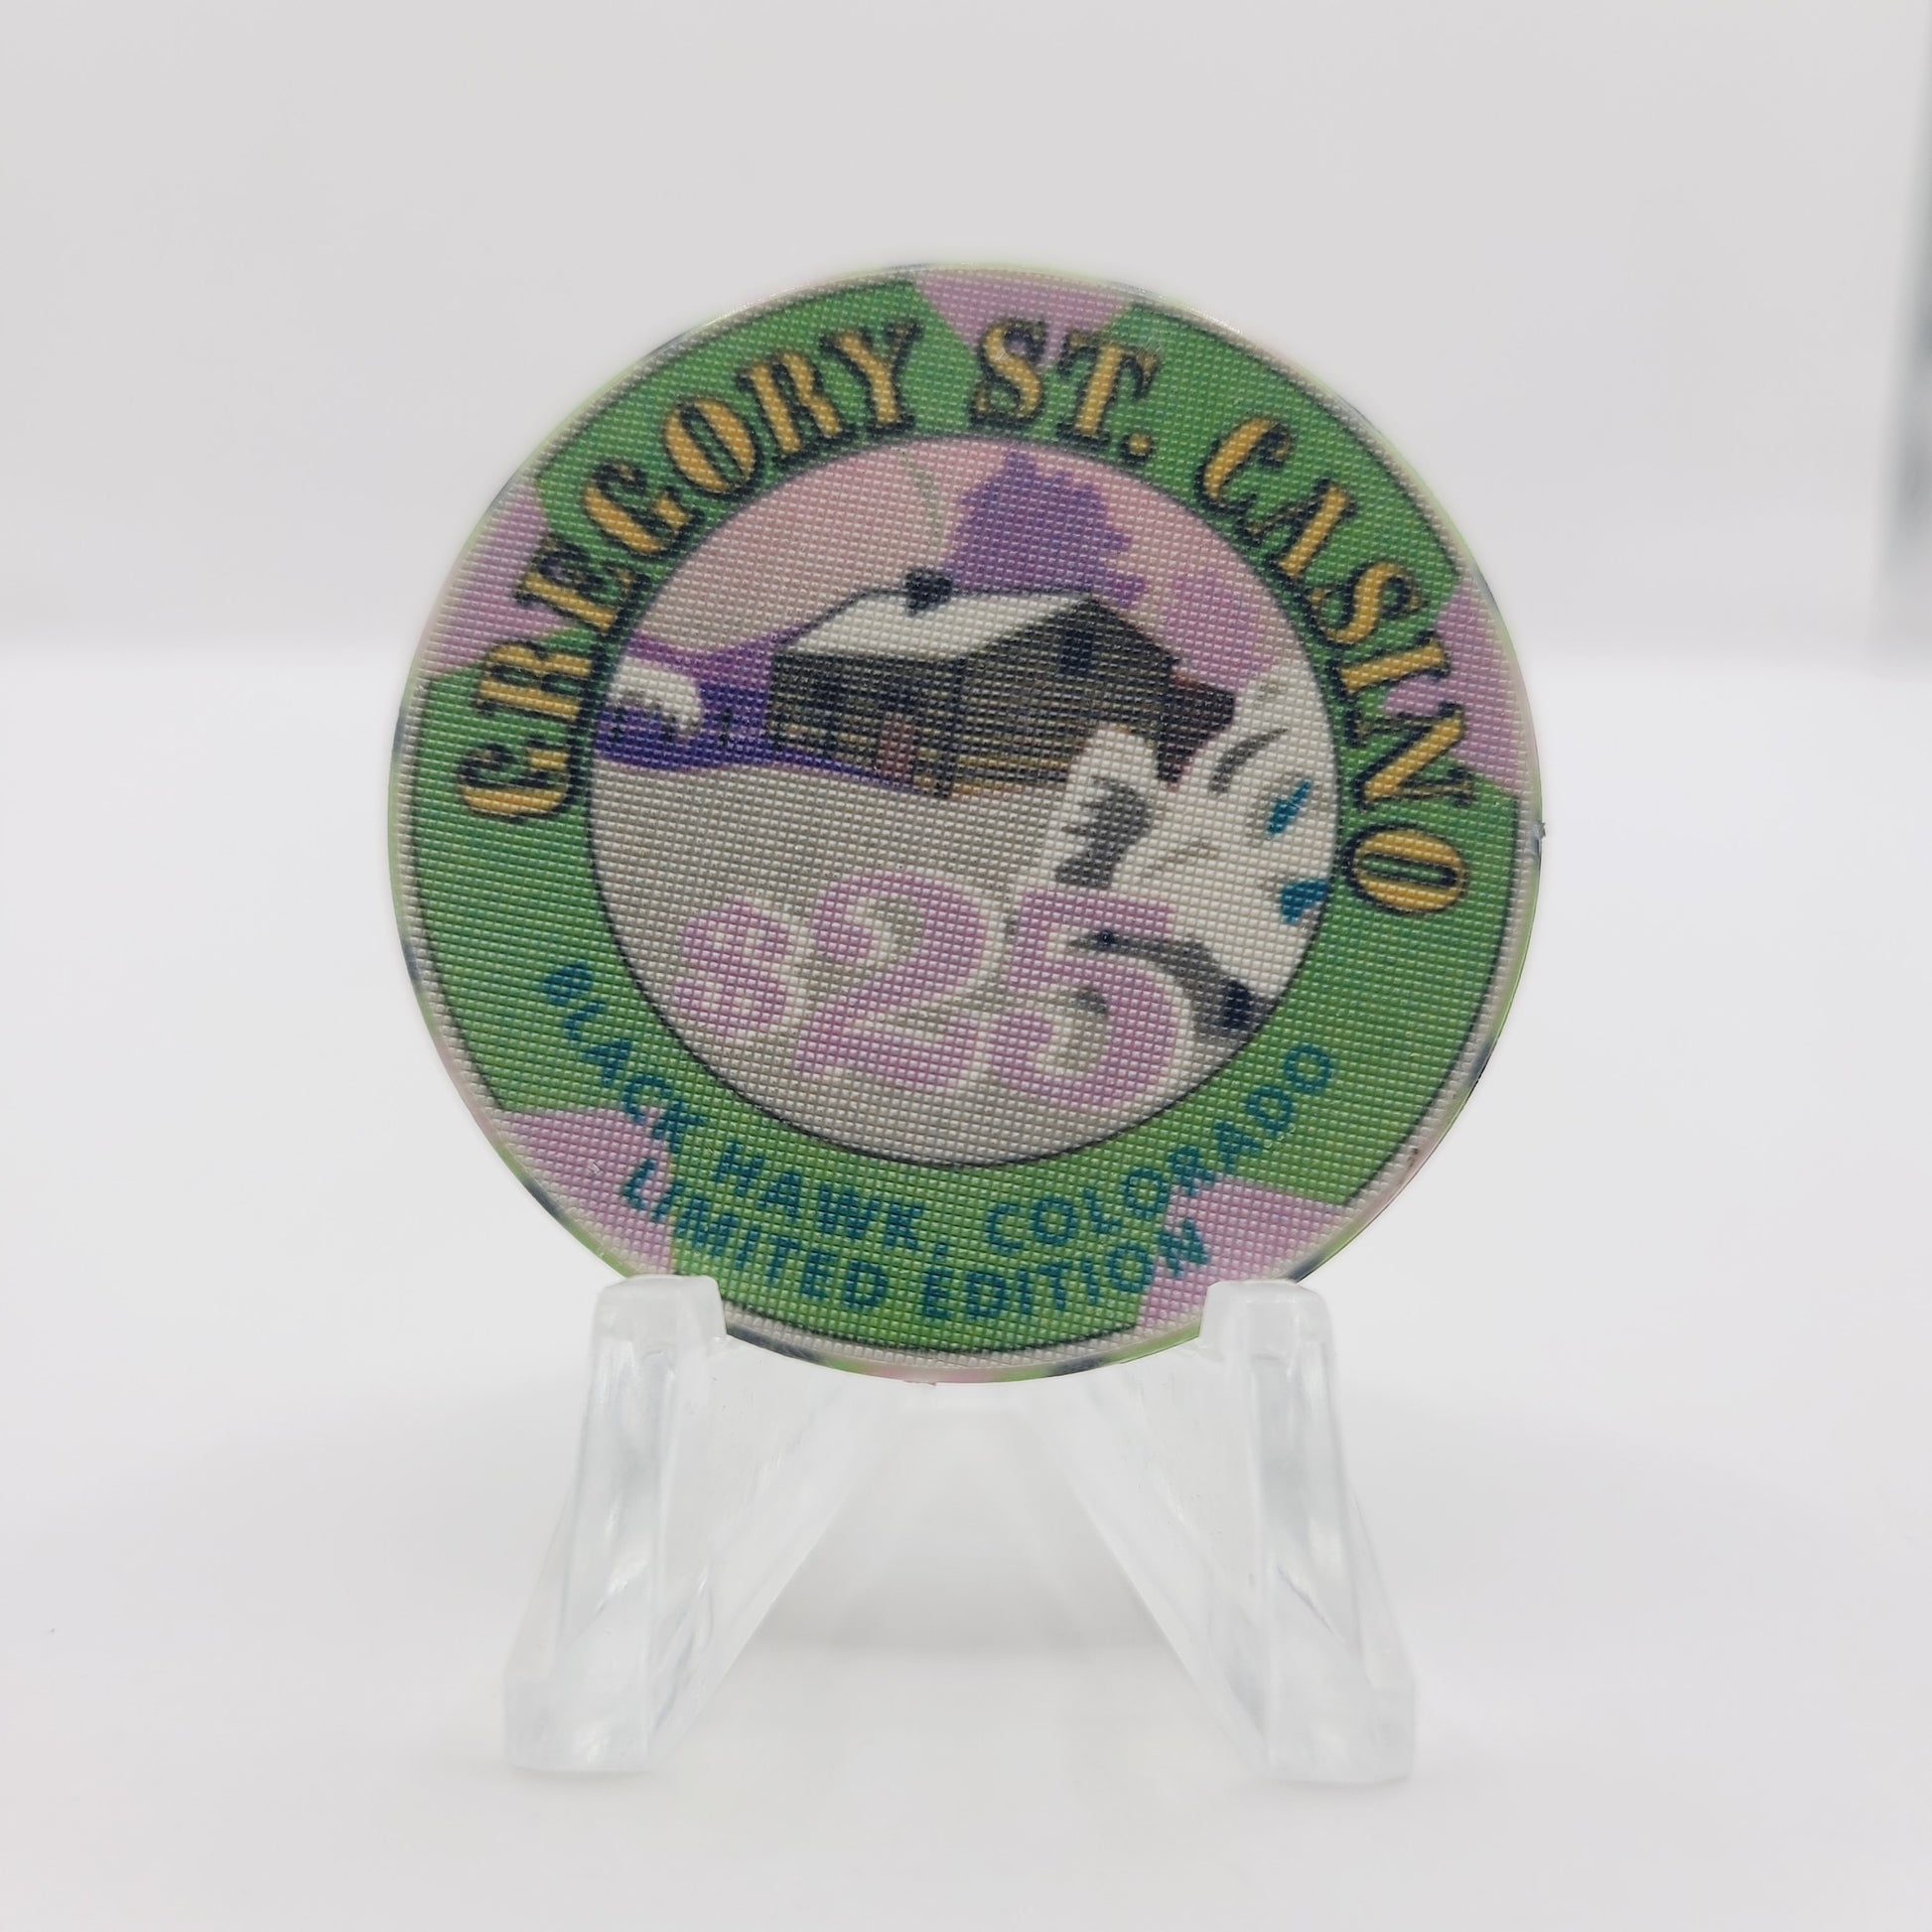 GREGORY ST. CASINO
$25
BLACK HAWK, COLORADO
LIMITED EDITION